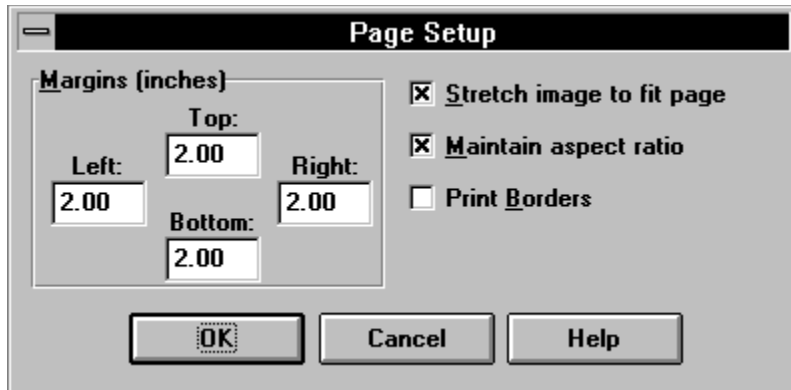 Page Setup
Margins (inches)
Top:
2.00
Left:
2.00
Right:
2.00
Bottom:
2.00
Stretch image to fit page
Maintain aspect ratio
Print Borders
OK
Cancel
Help